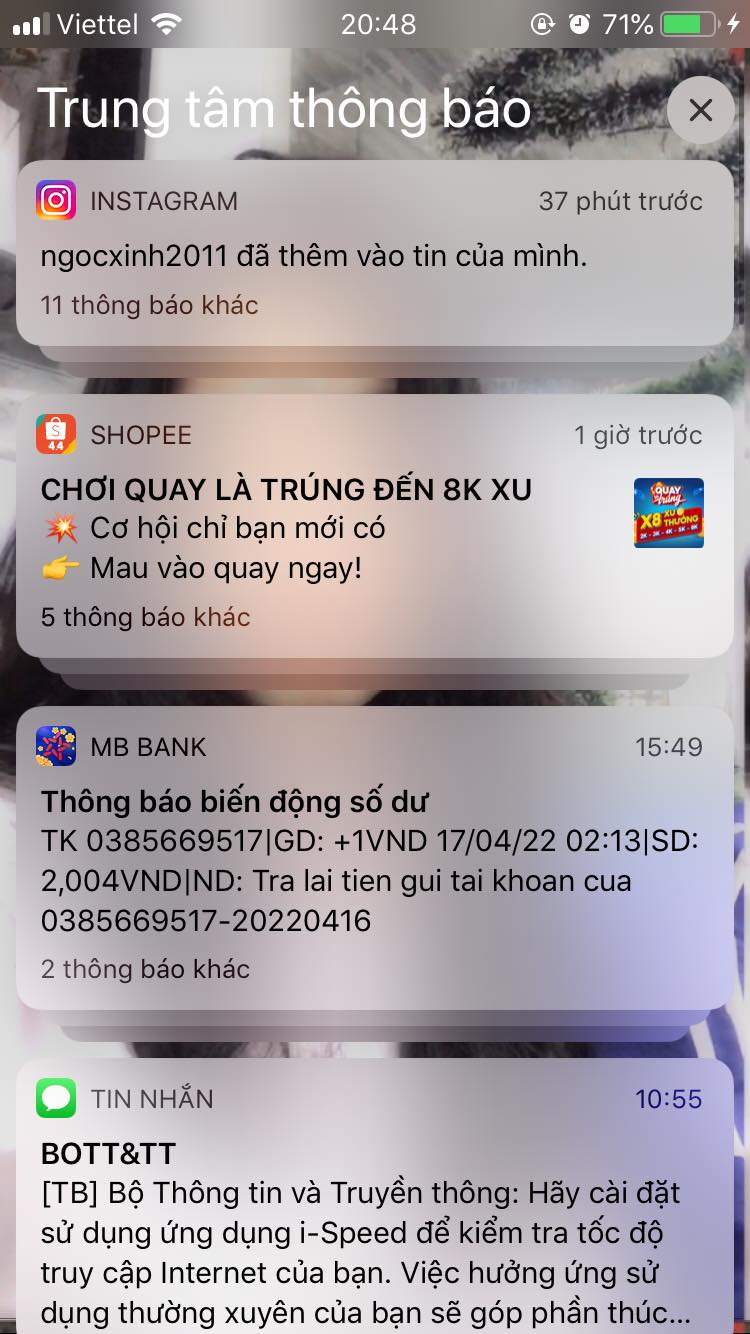 Viettel 20:48 71%
Trung tâm thông báo
INSTAGRAM 37 phút trước
ngocxinh2011 đã thêm vào tin của mình.
11 thông báo khác
S
4.4
SHOPEE 1 giờ trước
CHƠI QUAY LÀ TRÚNG ĐẾN 8K XU
💥 Cơ hội chỉ bạn mới có
👉 Mau vào quay ngay!
QUAY
trúng
X8 XU THƯỞNG
2K - 3K - 4K - 5K - 8K
5 thông báo khác
MB BANK 15:49
Thông báo biến động số dư
TK 0385669517|GD: +1VND 17/04/22 02:13|SD:
2,004VND|ND: Tra lai tien gui tai khoan cua
0385669517-20220416
2 thông báo khác
TIN NHẮN 10:55
BOTT&TT
[TB] Bộ Thông tin và Truyền thông: Hãy cài đặt
sử dụng ứng dụng i-Speed để kiểm tra tốc độ
truy cập Internet của bạn. Việc hưởng ứng sử
dụng thường xuyên của bạn sẽ góp phần thúc...